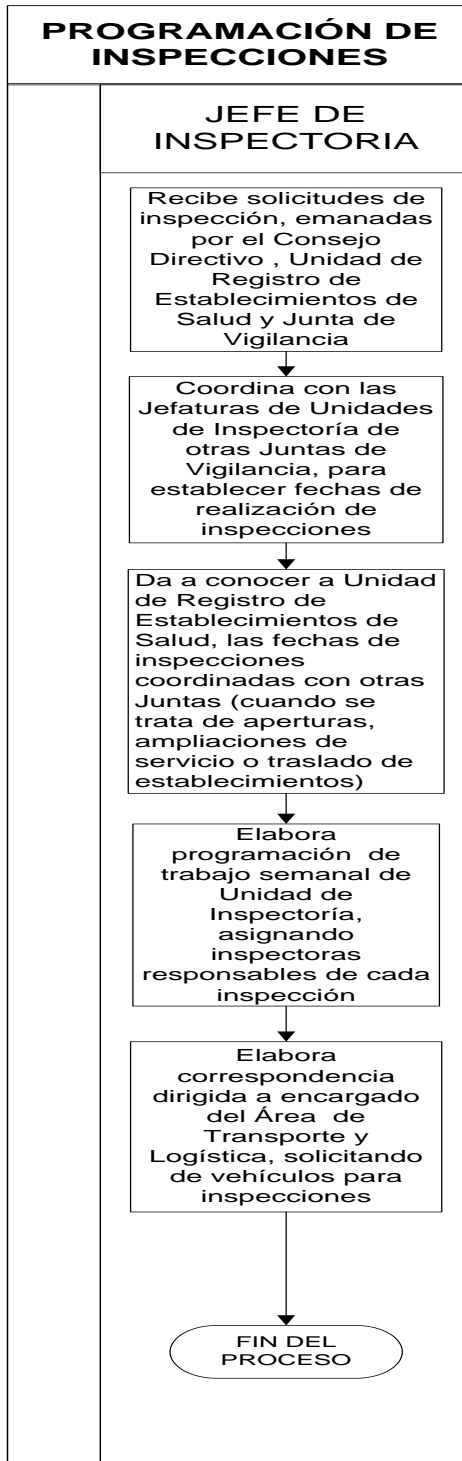 PROGRAMACIÓN DE
INSPECCIONES
JEFE DE
INSPECTORIA
Recibe solicitudes de
inspección, emanadas
por el Consejo
Directivo , Unidad de
Registro de
Establecimientos de
Salud y Junta de
Vigilancia
Coordina con las
Jefaturas de Unidades
de Inspectoría de
otras Juntas de
Vigilancia, para
establecer fechas de
realización de
inspecciones
Da a conocer a Unidad
de Registro de
Establecimientos de
Salud, las fechas de
inspecciones
coordinadas con otras
Juntas (cuando se
trata de aperturas,
ampliaciones de
servicio o traslado de
establecimientos)
Elabora
programación  de
trabajo semanal de
Unidad de
Inspectoría,
asignando
inspectoras
responsables de cada
inspección
Elabora
correspondencia
dirigida a encargado
del Área  de
Transporte y
Logística, solicitando
de vehículos para
inspecciones
FIN DEL
PROCESO